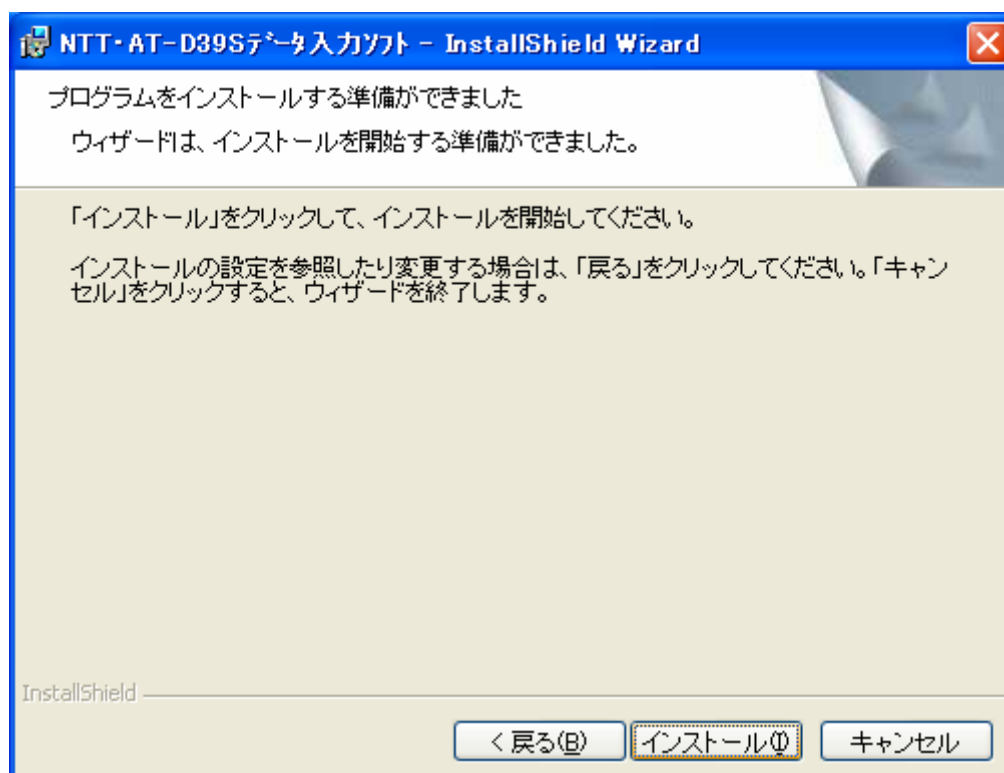 NTT・AT-D39Sﾃﾞｰﾀ入力ｿﾌﾄ - InstallShield Wizard
プログラムをインストールする準備ができました
ウィザードは、インストールを開始する準備ができました。
「インストール」をクリックして、インストールを開始してください。
インストールの設定を参照したり変更する場合は、「戻る」をクリックしてください。「キャン
セル」をクリックすると、ウィザードを終了します。
InstallShield
< 戻る(B) インストール(I) キャンセル